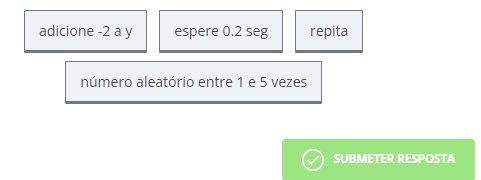 adicione -2 a y espere 0.2 seg repita
número aleatório entre 1 e 5 vezes
SUBMETER RESPOSTA